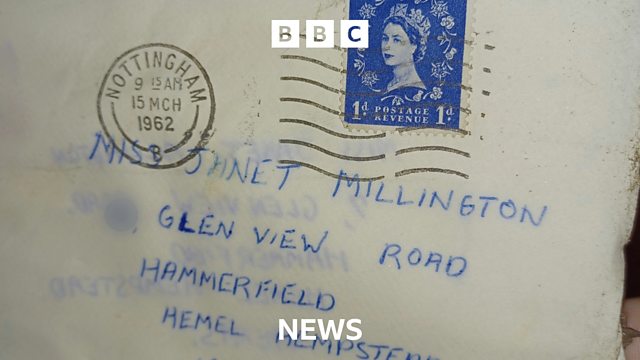 BBC
NOTTINGHAM
9 15 AM
15 MCH
1962
B
1d POSTAGE 1d
REVENUE
MISS JANET MILLINGTON
GLEN VIEW ROAD
HAMMERFIELD
HEMEL HEMPSTEAD
NEWS